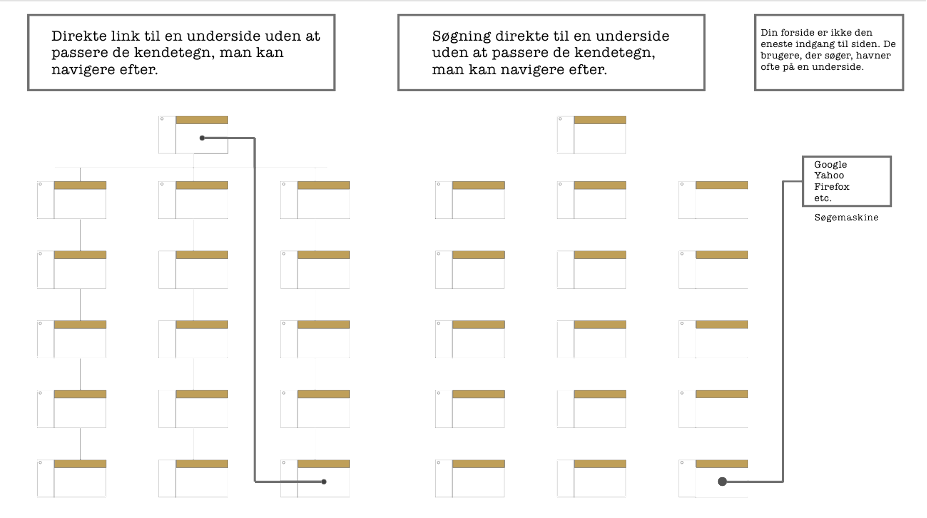 Direkte link til en underside uden at
passere de kendetegn, man kan
navigere efter.
Søgning direkte til en underside
uden at passere de kendetegn,
man kan navigere efter.
Din forside er ikke den
eneste indgang til siden. De
brugere, der søger, havner
ofte på en underside.
Google
Yahoo
Firefox
etc.
Søgemaskine